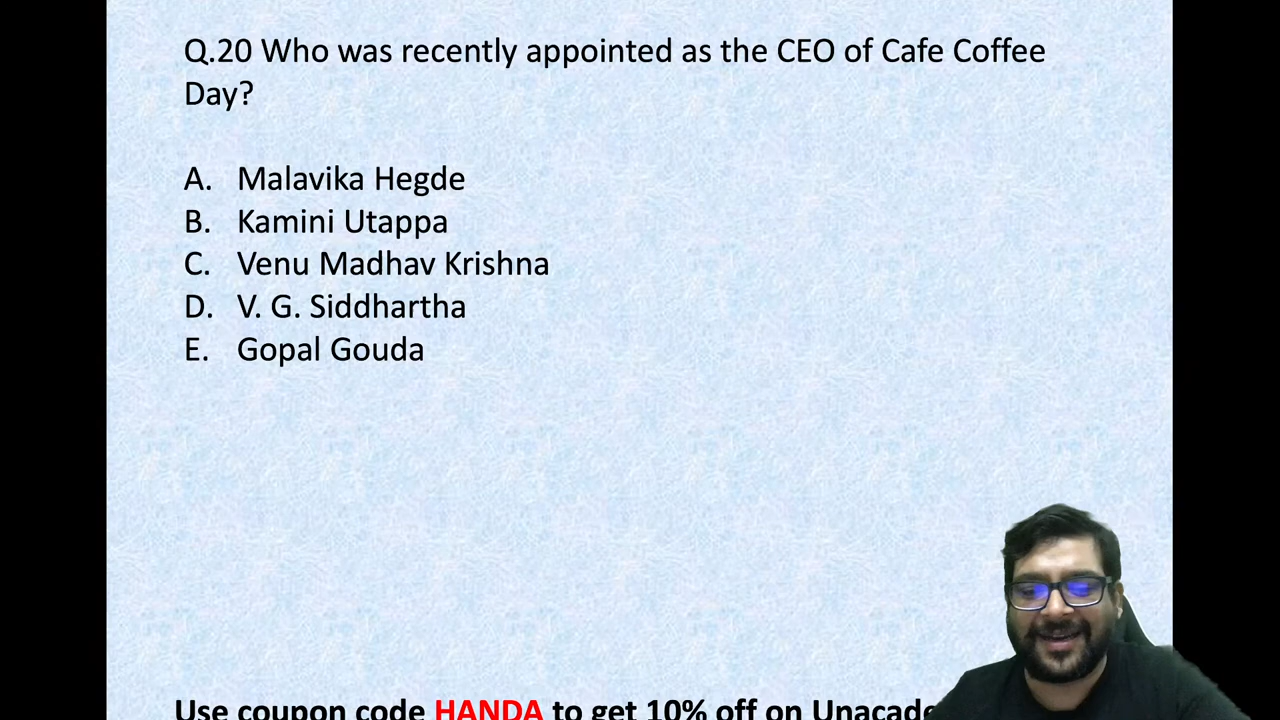 Q.20 Who was recently appointed as the CEO of Cafe Coffee
Day?
A. Malavika Hegde
B. Kamini Utappa
C. Venu Madhav Krishna
D. V. G. Siddhartha
E. Gopal Gouda
Use coupon code HANDA to get 10% off on